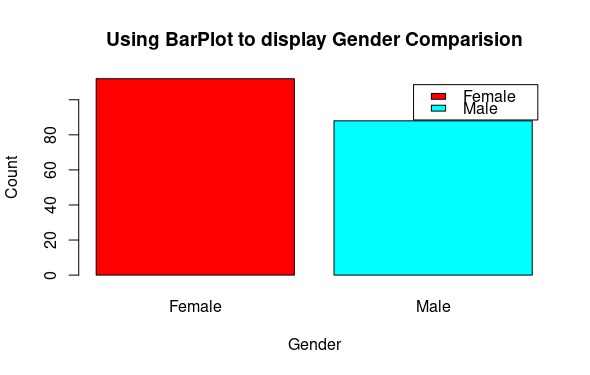 Using BarPlot to display Gender Comparision
Female
Male
Count
80
60
40
20
0
Female Male
Gender